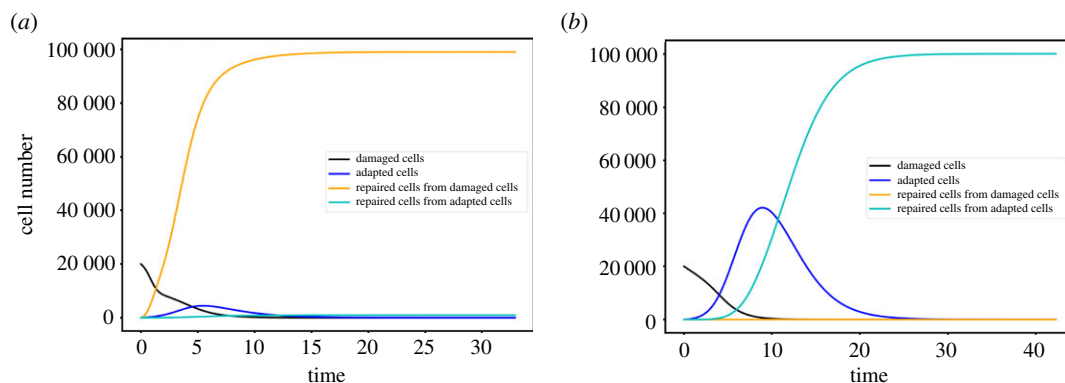 (a)
cell number
100 000
80 000
60 000
40 000
20 000
0
damaged cells
adapted cells
repaired cells from damaged cells
repaired cells from adapted cells
0 5 10 15 20 25 30
time
(b)
100 000
80 000
60 000
40 000
20 000
0
damaged cells
adapted cells
repaired cells from damaged cells
repaired cells from adapted cells
0 10 20 30 40
time